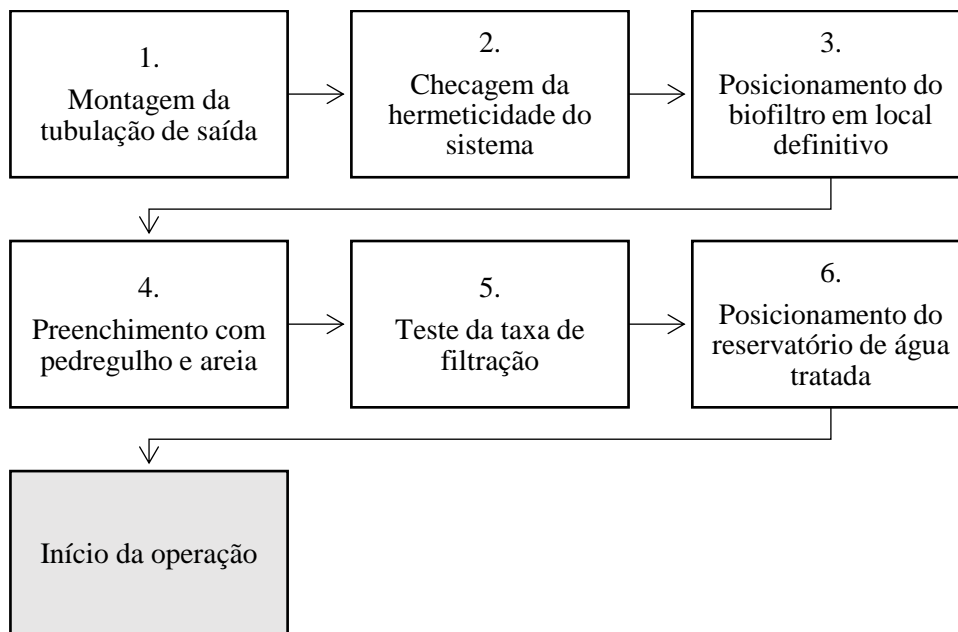 1.
Montagem da
tubulação de saída
2.
Checagem da
hermeticidade do
sistema
3.
Posicionamento do
biofiltro em local
definitivo
4.
Preenchimento com
pedregulho e areia
5.
Teste da taxa de
filtração
6.
Posicionamento do
reservatório de água
tratada
Início da operação